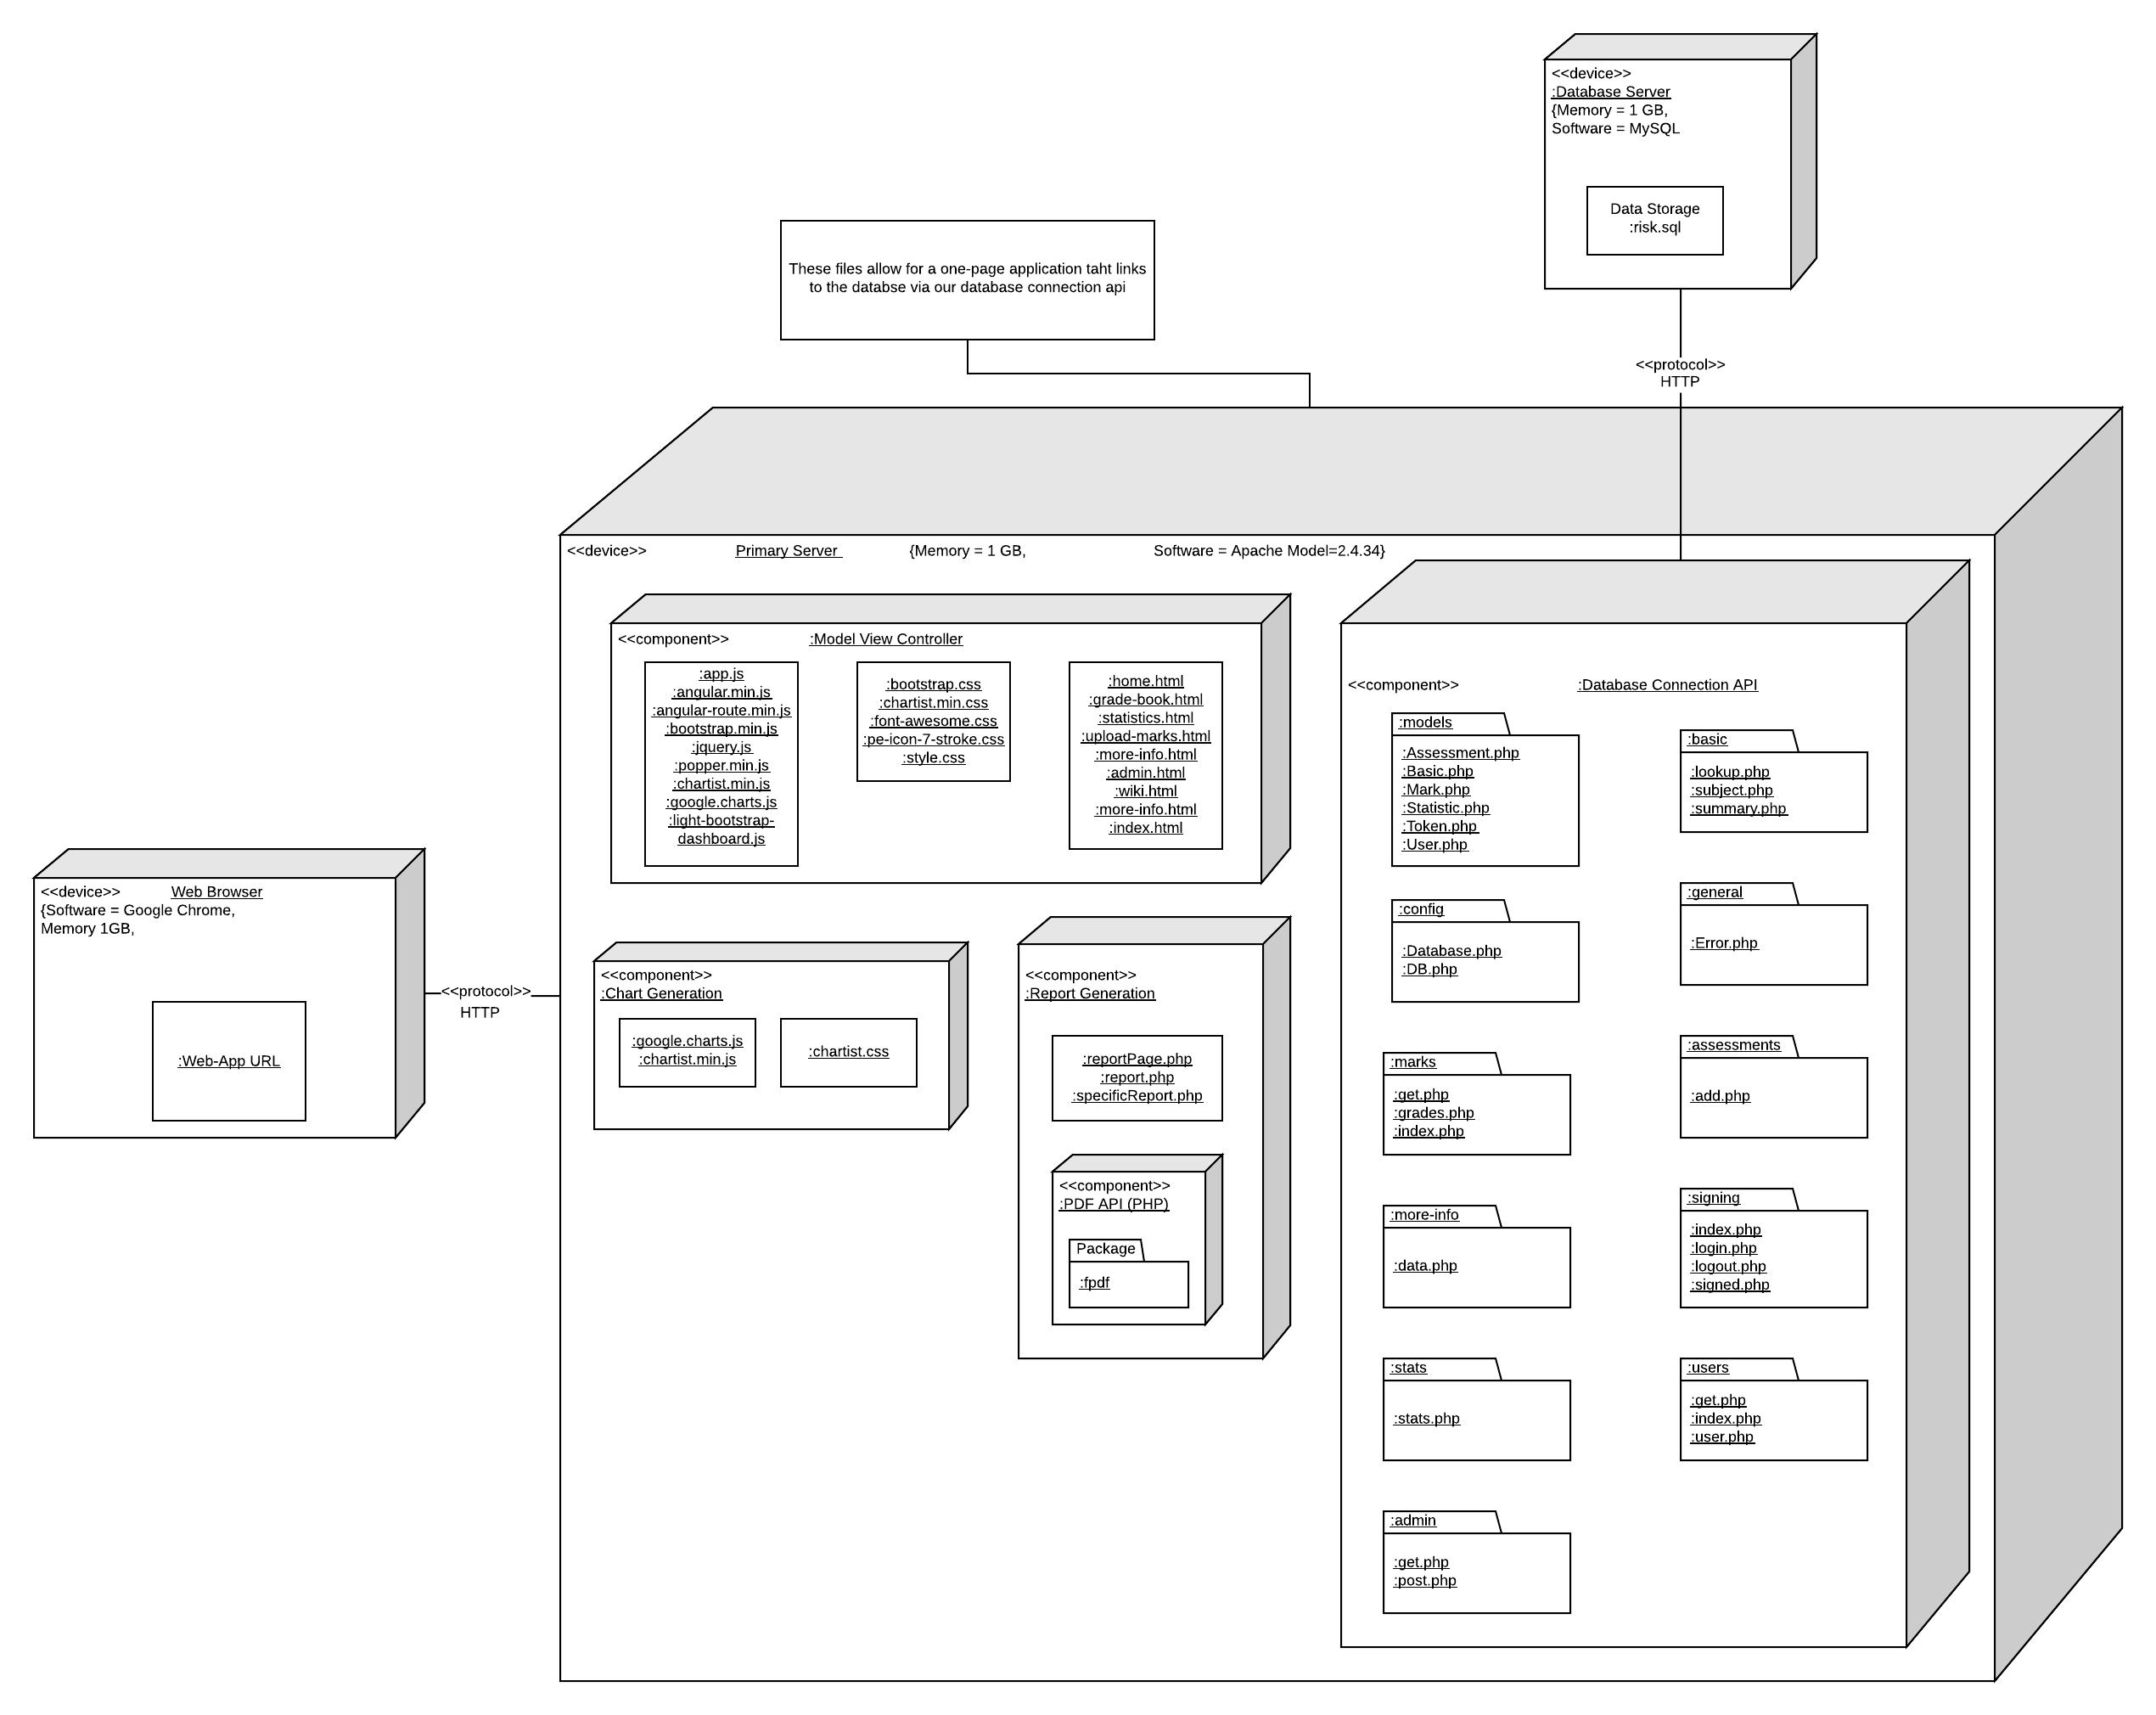 <<device>>
:Database Server
{Memory = 1 GB,
Software = MySQL
Data Storage
:risk.sql
These files allow for a one-page application taht links
to the databse via our database connection api
<<protocol>>
HTTP
<<device>> Primary Server {Memory = 1 GB, Software = Apache Model=2.4.34}
<<component>> :Model View Controller
:app.js
:angular.min.js
:angular-route.min.js
:bootstrap.min.js
:jquery.js
:popper.min.js
:chartist.min.js
:google.charts.js
:light-bootstrap-
dashboard.js
:bootstrap.css
:chartist.min.css
:font-awesome.css
:pe-icon-7-stroke.css
:style.css
:home.html
:grade-book.html
:statistics.html
:upload-marks.html
:more-info.html
:admin.html
:wiki.html
:more-info.html
:index.html
<<device>> Web Browser
{Software = Google Chrome,
Memory 1GB,
:Web-App URL
<<protocol>>
HTTP
<<component>>
:Chart Generation
:google.charts.js
:chartist.min.js
:chartist.css
<<component>>
:Report Generation
:reportPage.php
:report.php
:specificReport.php
<<component>>
:PDF API (PHP)
Package
:fpdf
<<component>> :Database Connection API
:models
:Assessment.php
:Basic.php
:Mark.php
:Statistic.php
:Token.php
:User.php
:basic
:lookup.php
:subject.php
:summary.php
:config
:Database.php
:DB.php
:general
:Error.php
:marks
:get.php
:grades.php
:index.php
:assessments
:add.php
:more-info
:data.php
:signing
:index.php
:login.php
:logout.php
:signed.php
:stats
:stats.php
:users
:get.php
:index.php
:user.php
:admin
:get.php
:post.php